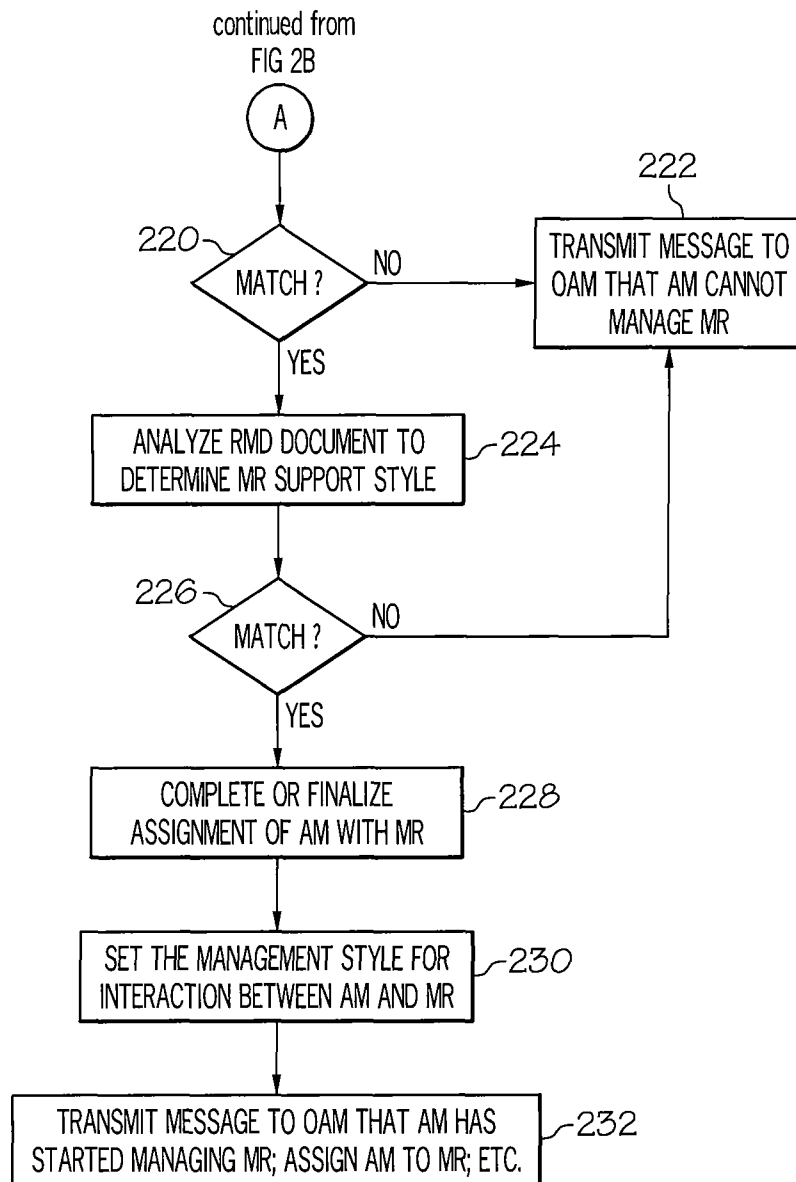 continued from
FIG 2B
A
220
MATCH ?
NO
YES
222
TRANSMIT MESSAGE TO
OAM THAT AM CANNOT
MANAGE MR
ANALYZE RMD DOCUMENT TO
DETERMINE MR SUPPORT STYLE
224
226
MATCH ?
NO
YES
COMPLETE OR FINALIZE
ASSIGNMENT OF AM WITH MR
228
SET THE MANAGEMENT STYLE FOR
INTERACTION BETWEEN AM AND MR
230
TRANSMIT MESSAGE TO OAM THAT AM HAS
STARTED MANAGING MR; ASSIGN AM TO MR; ETC.
232